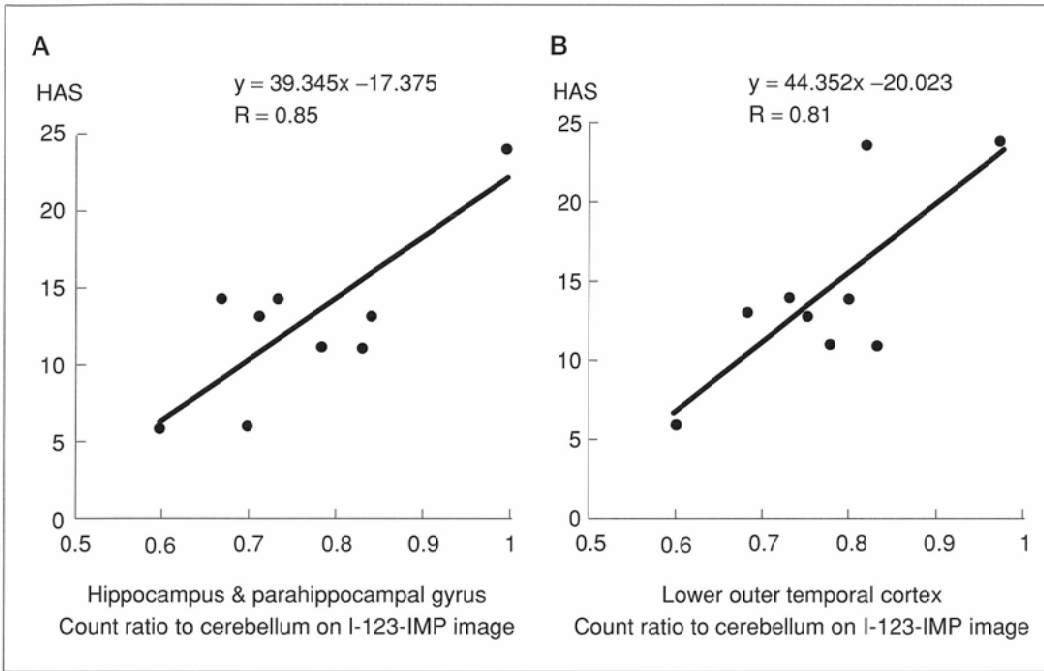 A
HAS
y = 39.345x –17.375
R = 0.85
25
20
15
10
5
0
0.5 0.6 0.7 0.8 0.9 1
Hippocampus & parahippocampal gyrus
Count ratio to cerebellum on I-123-IMP image
B
HAS
y = 44.352x –20.023
R = 0.81
25
20
15
10
5
0
0.5 0.6 0.7 0.8 0.9 1
Lower outer temporal cortex
Count ratio to cerebellum on I-123-IMP image